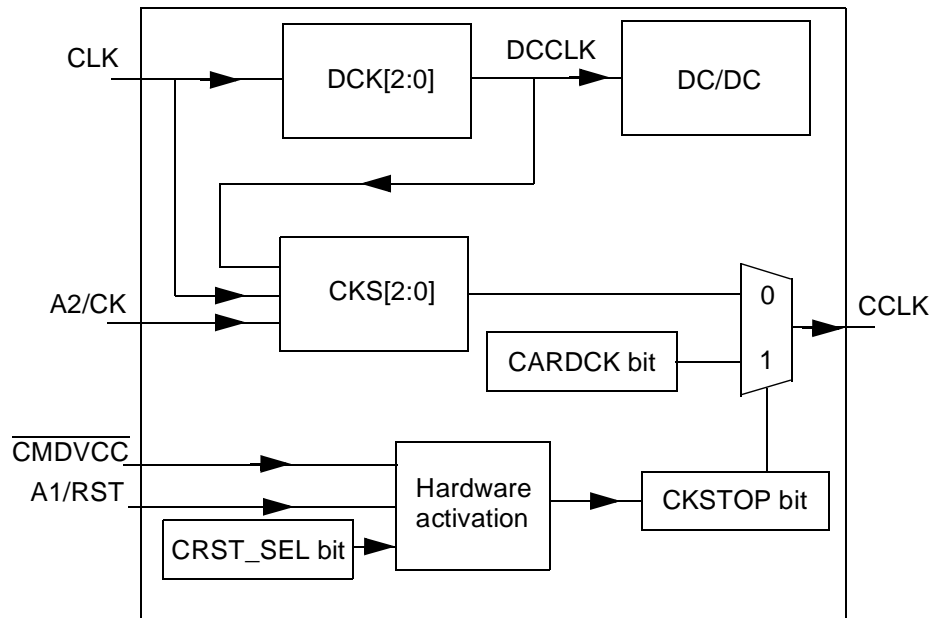 CLK
DCK[2:0]
DCCLK
DC/DC
A2/CK
CKS[2:0]
0
1
CCLK
CARDCK bit
CMDVCC
A1/RST
Hardware
activation
CKSTOP bit
CRST_SEL bit